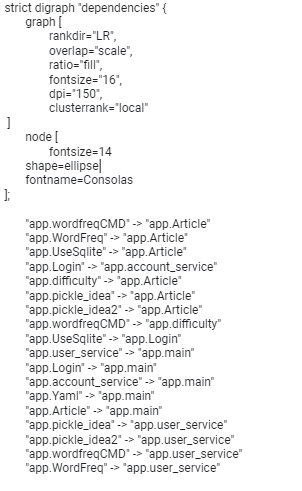 strict digraph "dependencies" {
graph [
rankdir="LR",
overlap="scale",
ratio="fill",
fontsize="16",
dpi="150",
clusterrank="local"
]
node [
fontsize=14
shape=ellipse
fontname=Consolas
];
"app.wordfreqCMD" -> "app.Article"
"app.WordFreq" -> "app.Article"
"app.UseSqlite" -> "app.Article"
"app.Login" -> "app.account_service"
"app.difficulty" -> "app.Article"
"app.pickle_idea" -> "app.Article"
"app.pickle_idea2" -> "app.Article"
"app.wordfreqCMD" -> "app.difficulty"
"app.UseSqlite" -> "app.Login"
"app.user_service" -> "app.main"
"app.Login" -> "app.main"
"app.account_service" -> "app.main"
"app.Yaml" -> "app.main"
"app.Article" -> "app.main"
"app.pickle_idea" -> "app.user_service"
"app.pickle_idea2" -> "app.user_service"
"app.wordfreqCMD" -> "app.user_service"
"app.WordFreq" -> "app.user_service"